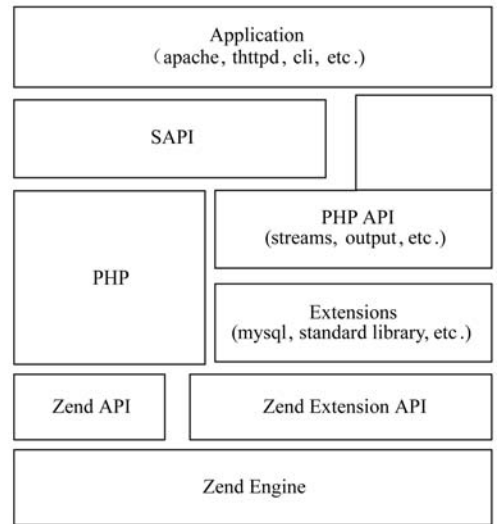 Application
(apache, thttpd, cli, etc.)
SAPI
PHP API
(streams, output, etc.)
PHP
Extensions
(mysql, standard library, etc.)
Zend API
Zend Extension API
Zend Engine